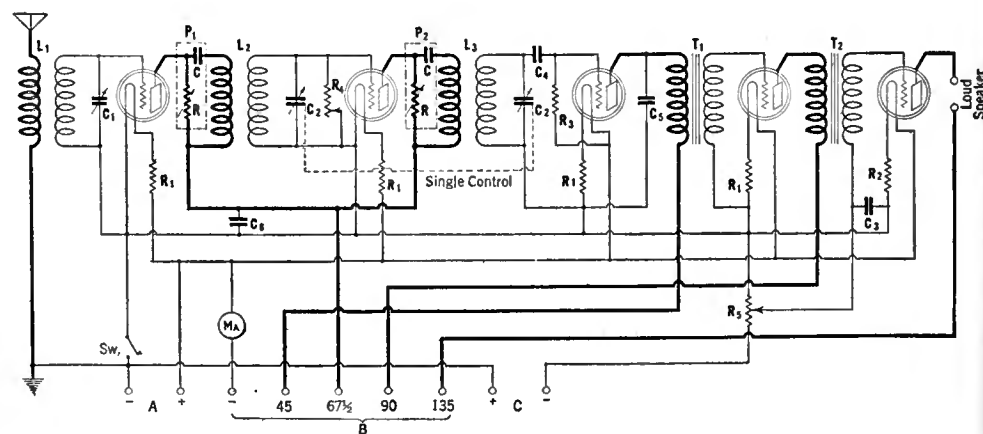 L1
P1
L2
P2
L3
T1
T2
C
C
C4
C1
R
R4
C2
R
C2
R3
C5
Loud
Speaker
R1
R1
R1
R1
R2
Single Control
C6
C3
MA
R5
Sw,
- A + - 45 67½ 90 135 + C -
B